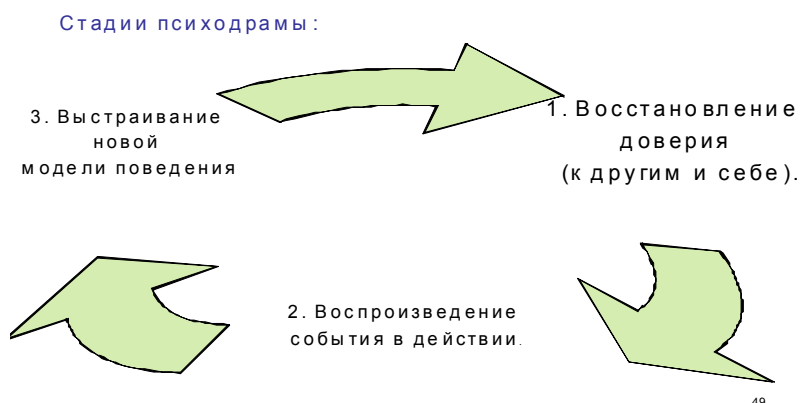 Стадии психодрамы:
3. Выстраивание
новой
модели поведения
1. Восстановление
доверия
(к другим и себе).
2. Воспроизведение
события в действии.
49